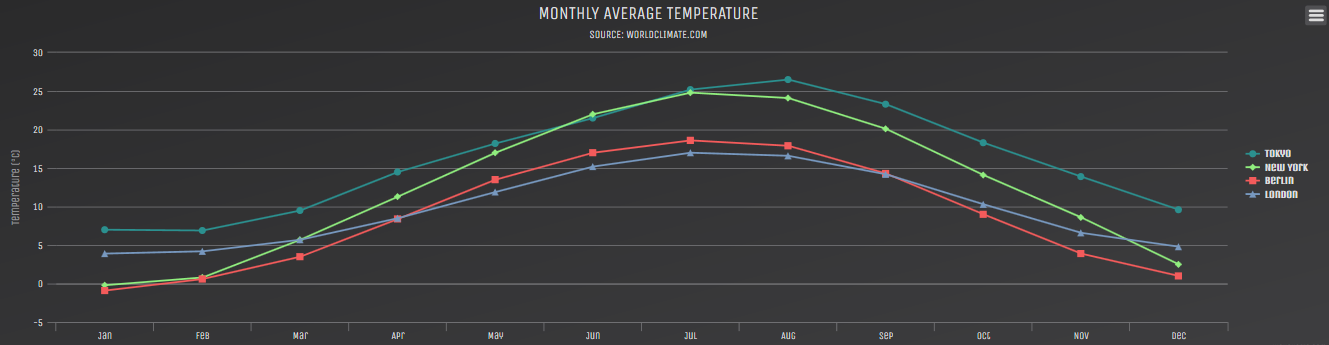 MONTHLY AVERAGE TEMPERATURE
SOURCE: WORLDCLIMATE.COM
Temperature (°C)
30
25
20
15
10
5
0
-5
Jan Feb Mar Apr May Jun Jul Aug Sep Oct Nov Dec
TOKYO
NEW YORK
BERLIN
LONDON